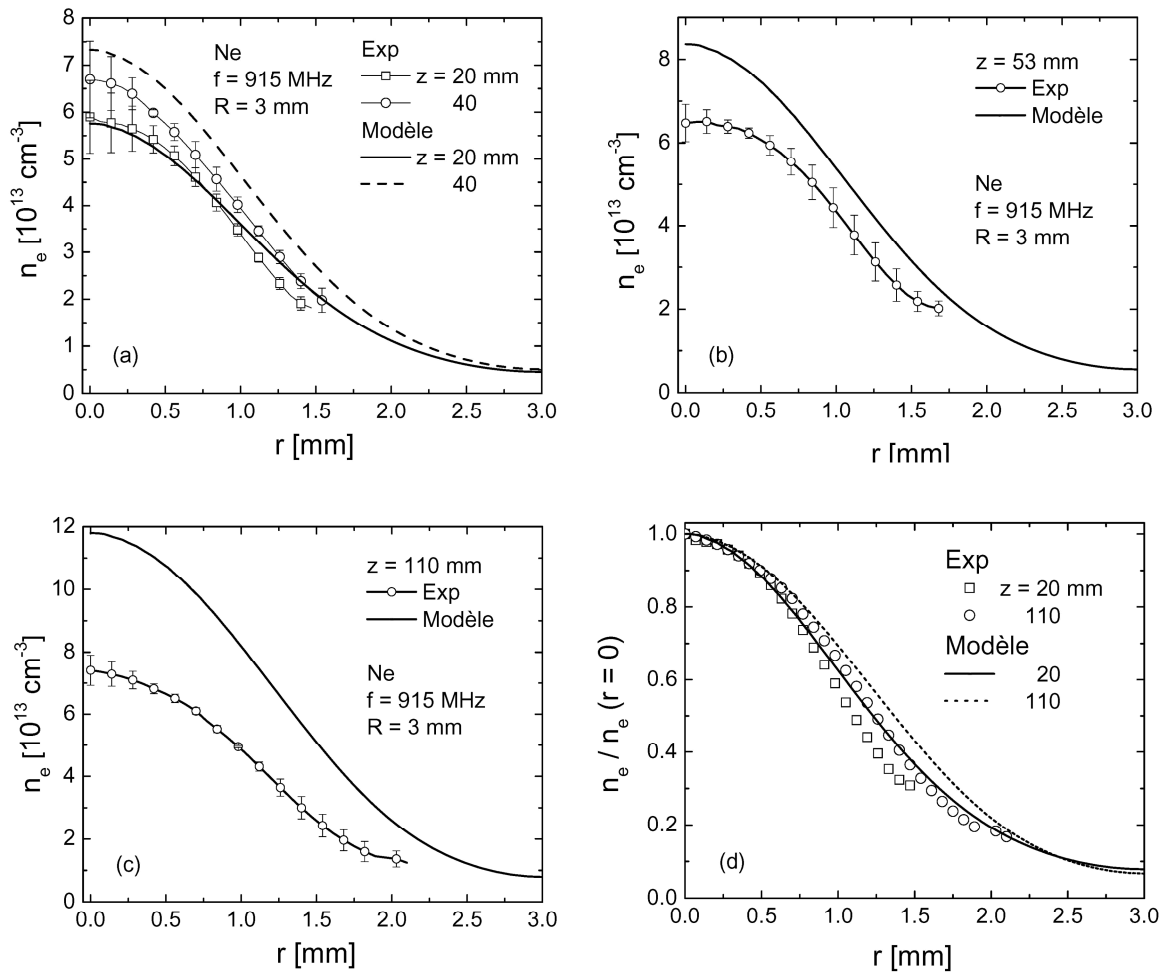 8
7
6
5
4
3
2
1
0
n_e [10^13 cm^-3]
Ne
f = 915 MHz
R = 3 mm
Exp
z = 20 mm
40
Modèle
z = 20 mm
40
(a)
0.0 0.5 1.0 1.5 2.0 2.5 3.0
r [mm]
8
6
4
2
0
n_e [10^13 cm^-3]
z = 53 mm
Exp
Modèle
Ne
f = 915 MHz
R = 3 mm
(b)
0.0 0.5 1.0 1.5 2.0 2.5 3.0
r [mm]
12
10
8
6
4
2
0
n_e [10^13 cm^-3]
z = 110 mm
Exp
Modèle
Ne
f = 915 MHz
R = 3 mm
(c)
0.0 0.5 1.0 1.5 2.0 2.5 3.0
r [mm]
1.0
0.8
0.6
0.4
0.2
0.0
n_e / n_e (r = 0)
Exp
z = 20 mm
110
Modèle
20
110
(d)
0.0 0.5 1.0 1.5 2.0 2.5 3.0
r [mm]